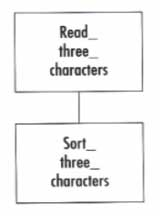 Read_
three_
characters
Sort_
three_
characters